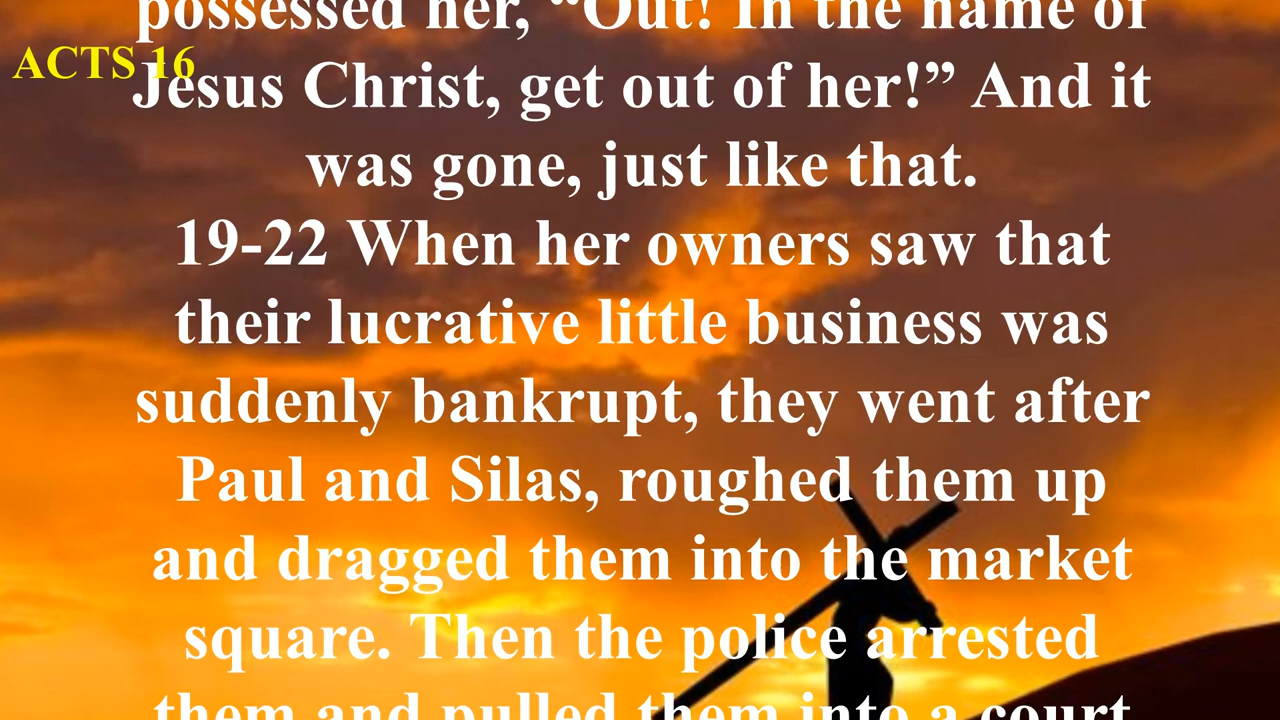 possessed her, “Out! In the name of
ACTS 16
Jesus Christ, get out of her!” And it
was gone, just like that.
19-22 When her owners saw that
their lucrative little business was
suddenly bankrupt, they went after
Paul and Silas, roughed them up
and dragged them into the market
square. Then the police arrested
them and pulled them into a court